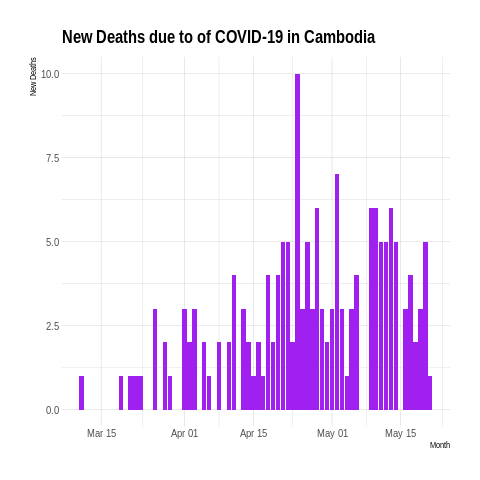 New Deaths due to of COVID-19 in Cambodia
New Deaths
10.0
7.5
5.0
2.5
0.0
Mar 15 Apr 01 Apr 15 May 01 May 15
Month